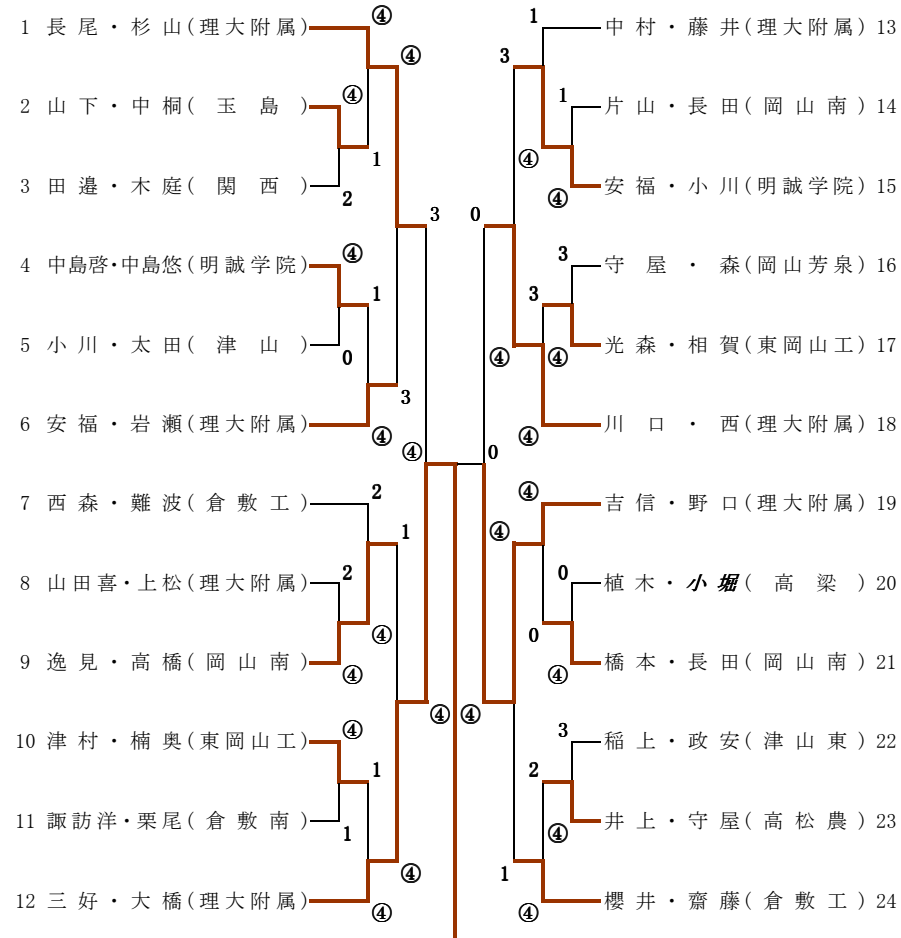 ④ 1
1 長尾・杉山(理大附属) 中村・藤井(理大附属) 13
④ 3
2 山下・中桐(玉島) ④ 1 片山・長田(岡山南) 14
1 ④
3 田邉・木庭(関西) 2 ④ 安福・小川(明誠学院) 15
3 0
4 中島啓・中島悠(明誠学院) ④ 3 守屋・森(岡山芳泉) 16
1 3
5 小川・太田(津山) 0 ④ ④ 光森・相賀(東岡山工) 17
3
6 安福・岩瀬(理大附属) ④ ④ 川口・西(理大附属) 18
④ 0
7 西森・難波(倉敷工) 2 ④ 吉信・野口(理大附属) 19
1 ④
8 山田喜・上松(理大附属) 2 0 植木・小堀(高梁) 20
④ 0
9 逸見・高橋(岡山南) ④ ④ 橋本・長田(岡山南) 21
④ ④
10 津村・楠奥(東岡山工) ④ 3 稲上・政安(津山東) 22
1 2
11 諏訪洋・栗尾(倉敷南) 1 ④ 井上・守屋(高松農) 23
④ 1
12 三好・大橋(理大附属) ④ ④ 櫻井・齋藤(倉敷工) 24